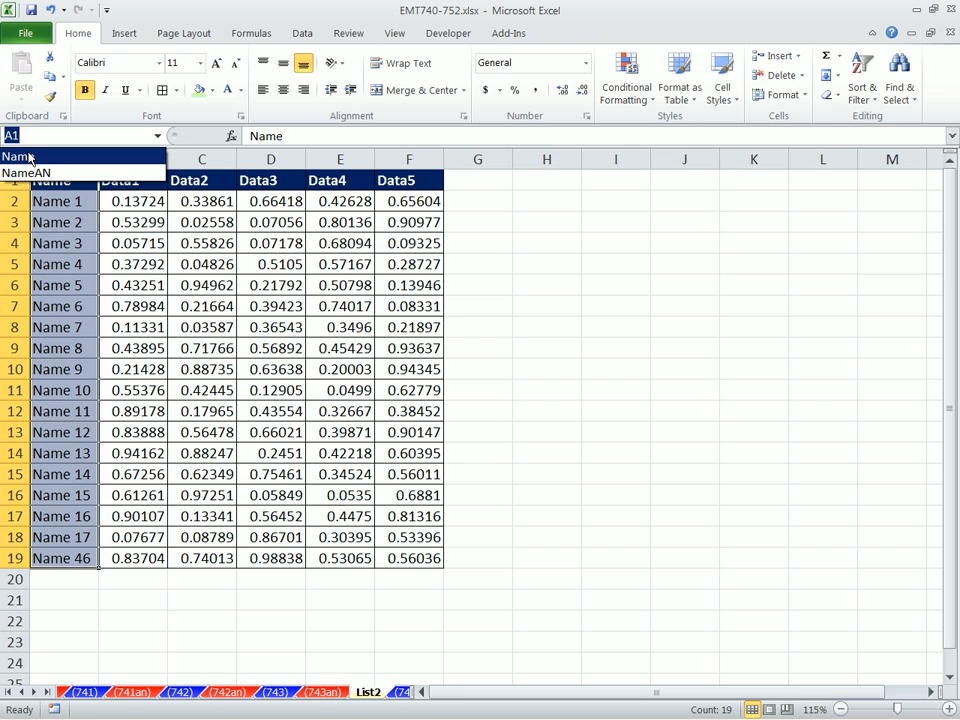 EMT740-752.xlsx - Microsoft Excel
File Home Insert Page Layout Formulas Data Review View Developer Add-Ins
Paste
Calibri 11
B I U
Wrap Text
Merge & Center
General
$ % ,
Conditional Formatting
Format as Table
Cell Styles
Insert
Delete
Format
Sort & Filter
Find & Select
Clipboard Font Alignment Number Styles Cells Editing
A1 fx Name
Name
NameAN
C D E F G H I J K L M
1 Name Data1 Data2 Data3 Data4 Data5
2 Name 1 0.13724 0.33861 0.66418 0.42628 0.65604
3 Name 2 0.53299 0.02558 0.07056 0.80136 0.90977
4 Name 3 0.05715 0.55826 0.07178 0.68094 0.09325
5 Name 4 0.37292 0.04826 0.5105 0.57167 0.28727
6 Name 5 0.43251 0.94962 0.21792 0.50798 0.13946
7 Name 6 0.78984 0.21664 0.39423 0.74017 0.08331
8 Name 7 0.11331 0.03587 0.36543 0.3496 0.21897
9 Name 8 0.43895 0.71766 0.56892 0.45429 0.93637
10 Name 9 0.21428 0.88735 0.63638 0.20003 0.94345
11 Name 10 0.55376 0.42445 0.12905 0.0499 0.62779
12 Name 11 0.89178 0.17965 0.43554 0.32667 0.38452
13 Name 12 0.83888 0.56478 0.66021 0.39871 0.90147
14 Name 13 0.94162 0.88247 0.2451 0.42218 0.60395
15 Name 14 0.67256 0.62349 0.75461 0.34524 0.56011
16 Name 15 0.61261 0.97251 0.05849 0.0535 0.6881
17 Name 16 0.90107 0.13341 0.56452 0.4475 0.81316
18 Name 17 0.07677 0.08789 0.86701 0.30395 0.53396
19 Name 46 0.83704 0.74013 0.98838 0.53065 0.56036
20
21
22
23
24
25
(741) (741an) (742) (742an) (743) (743an) List2 (74
Ready Count: 19 115%